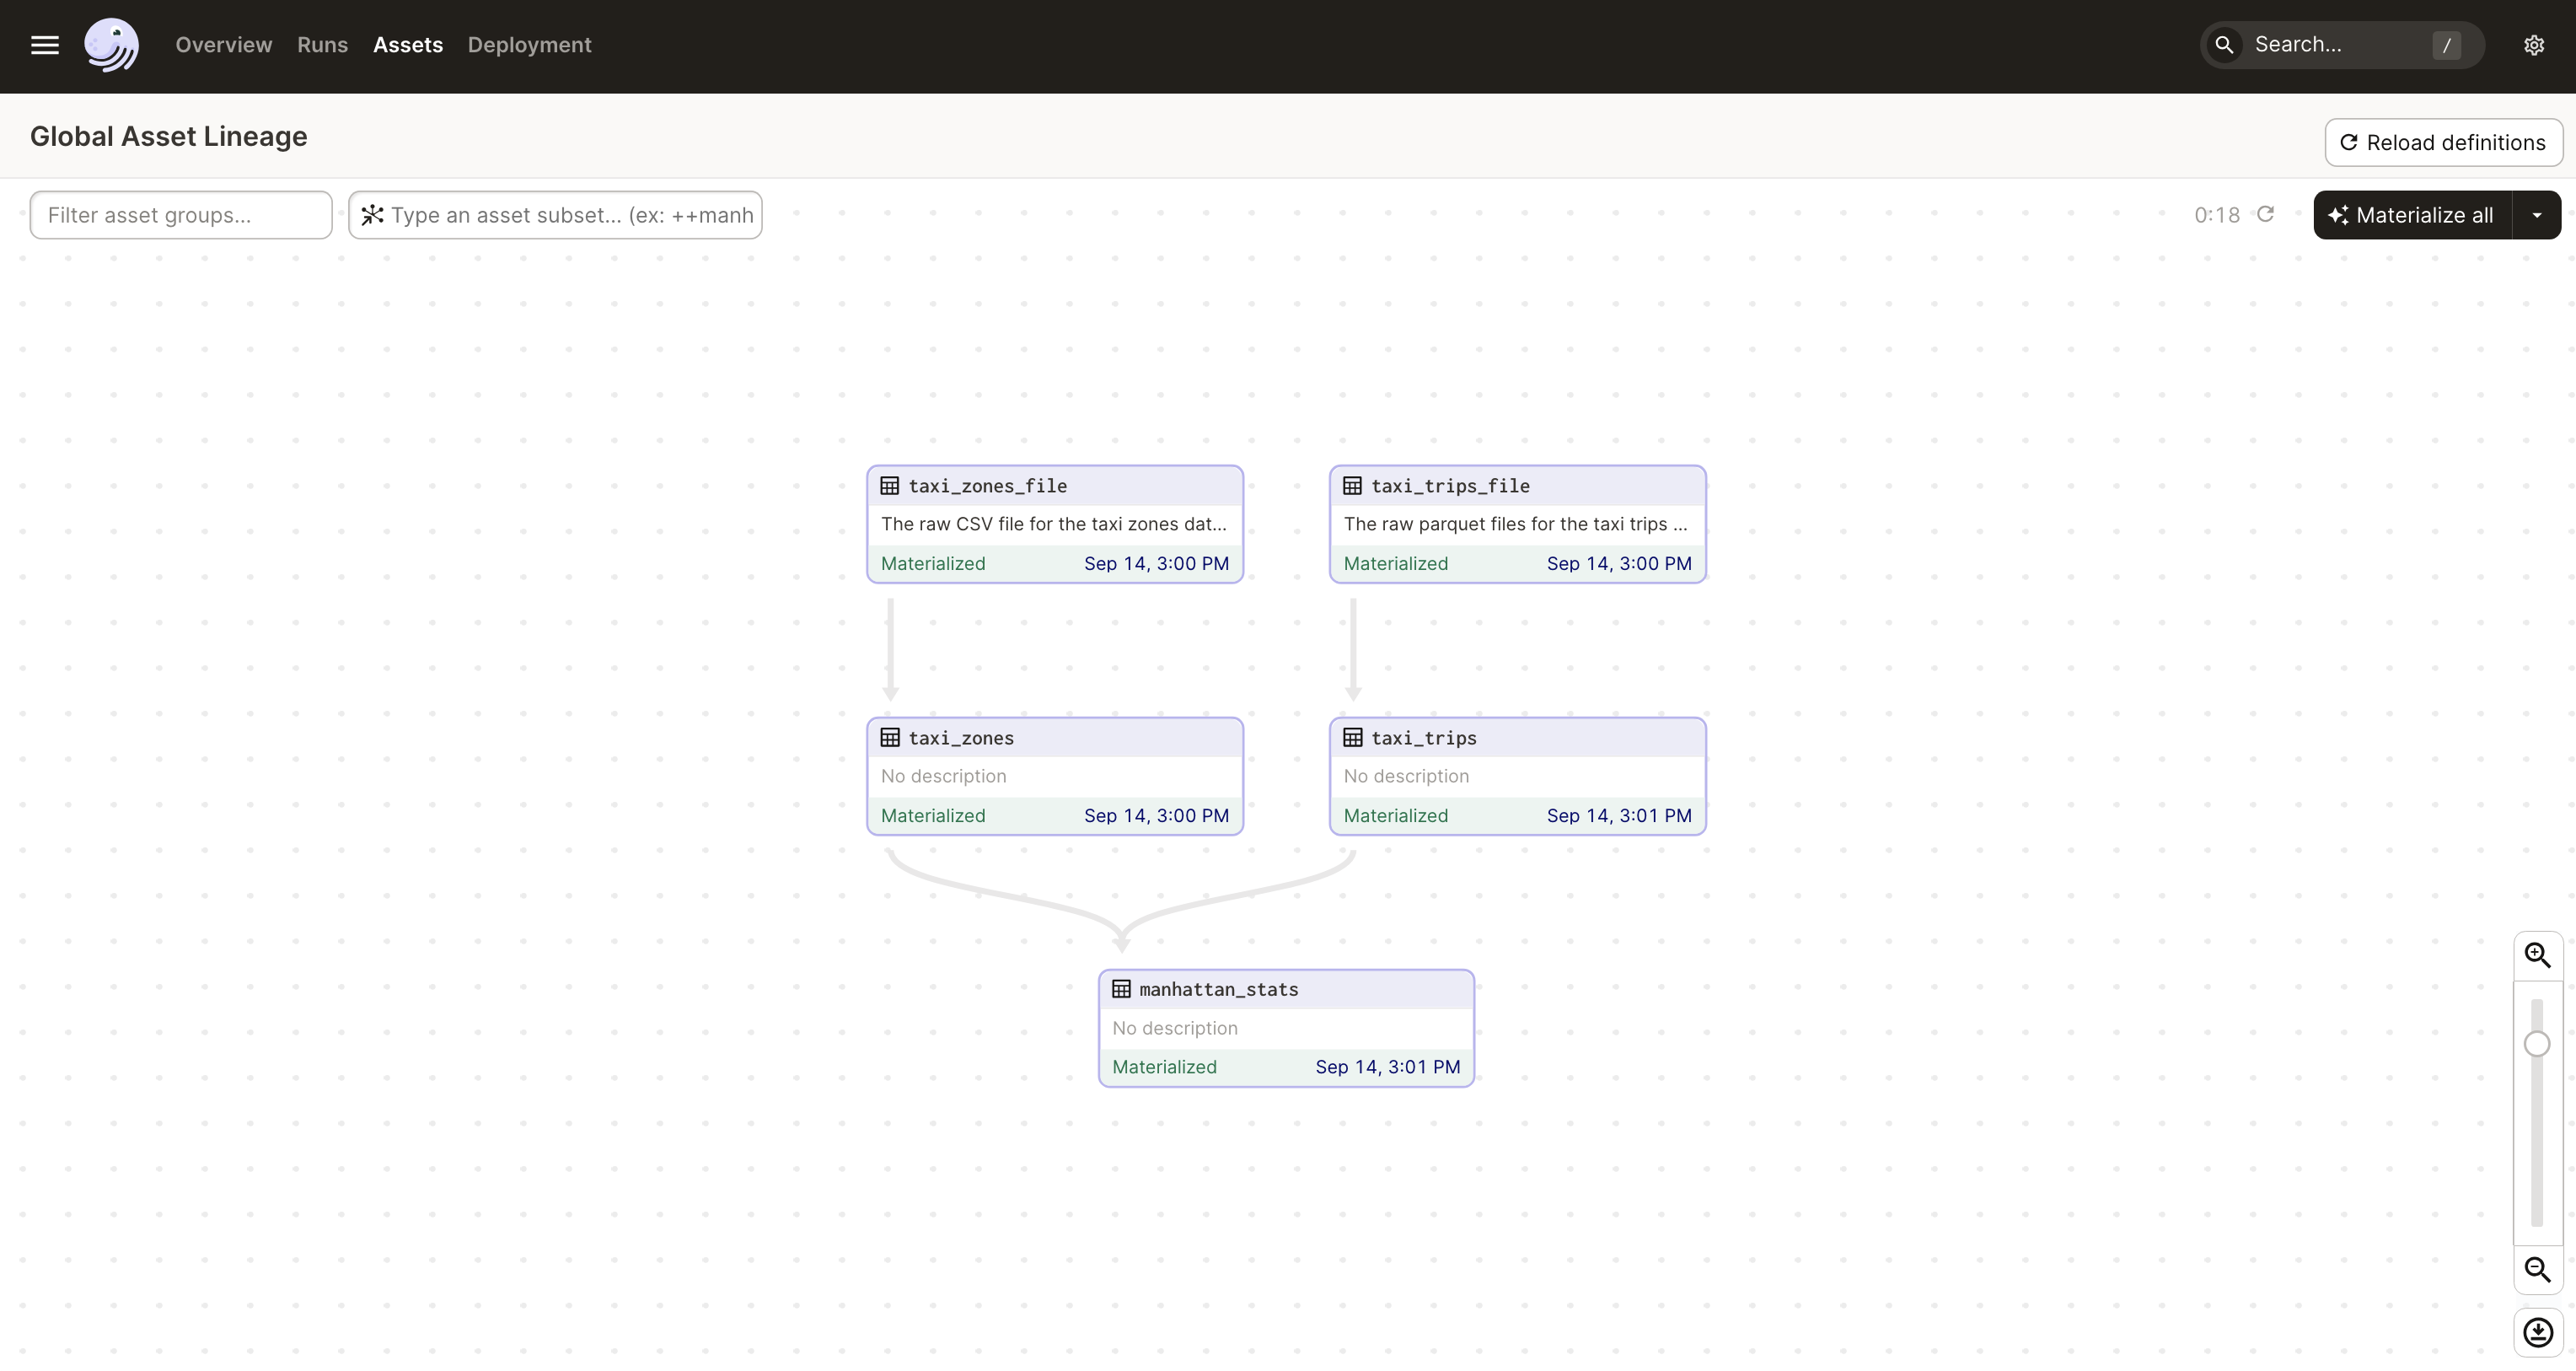 Overview Runs Assets Deployment Search... /
Global Asset Lineage
Reload definitions
Filter asset groups... Type an asset subset... (ex: ++manh 0:18 Materialize all
taxi_zones_file
The raw CSV file for the taxi zones dat...
Materialized Sep 14, 3:00 PM
taxi_trips_file
The raw parquet files for the taxi trips ...
Materialized Sep 14, 3:00 PM
taxi_zones
No description
Materialized Sep 14, 3:00 PM
taxi_trips
No description
Materialized Sep 14, 3:01 PM
manhattan_stats
No description
Materialized Sep 14, 3:01 PM